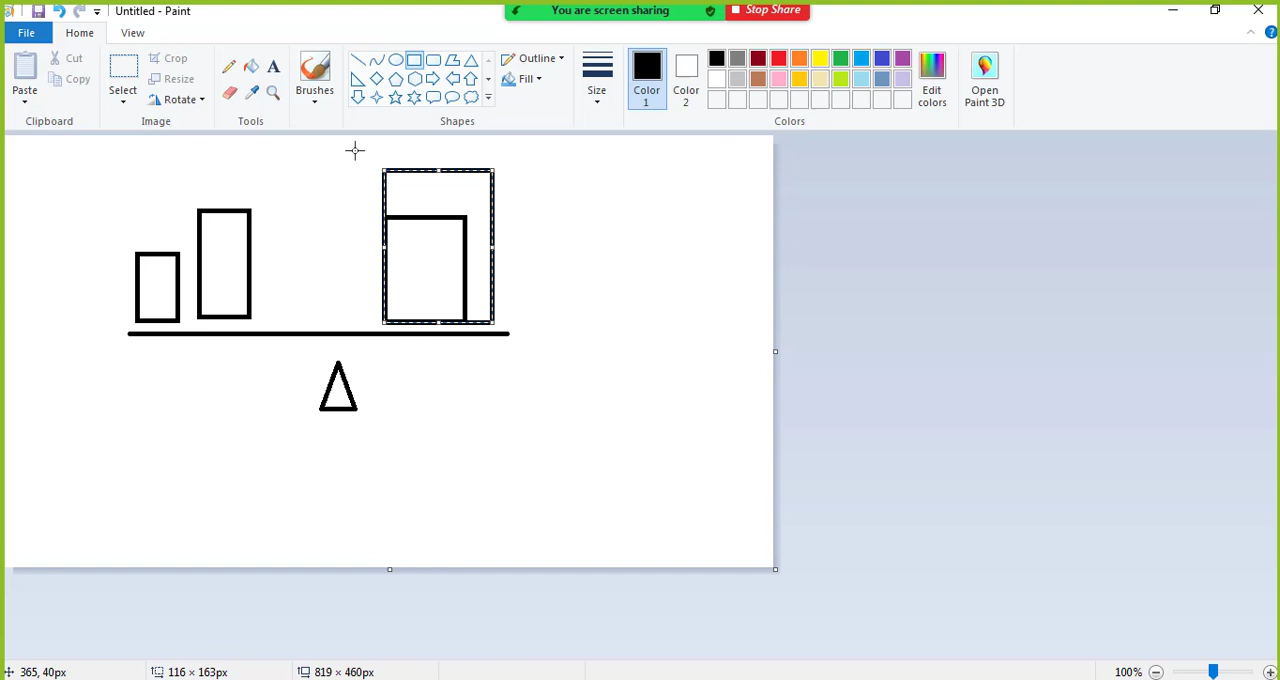 You are screen sharing Stop Share
Untitled - Paint
File Home View
Paste
Cut
Copy
Clipboard
Select
Crop
Resize
Rotate
Image
A
Tools
Brushes
Shapes
Outline
Fill
Size
Color 1
Color 2
Colors
Edit colors
Open Paint 3D
365, 40px 116 × 163px 819 × 460px 100%